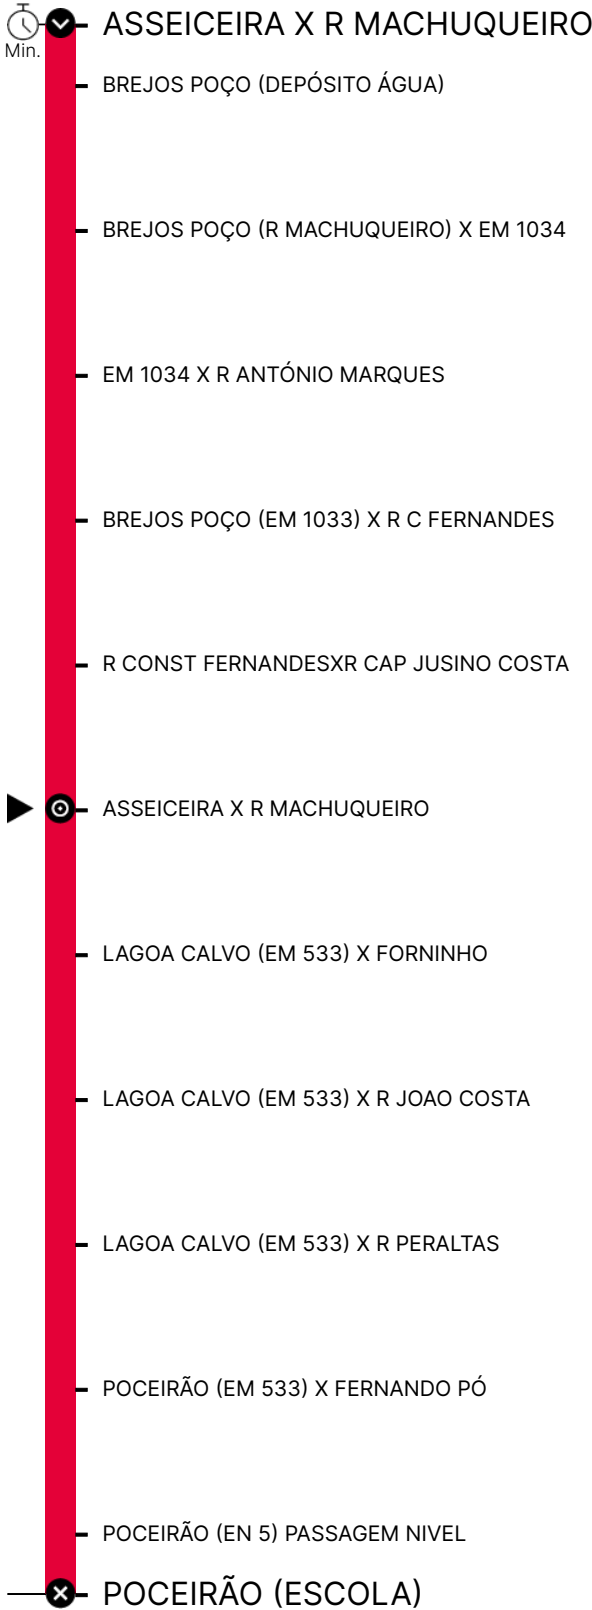 ASSEICEIRA X R MACHUQUEIRO
Min.
BREJOS POÇO (DEPÓSITO ÁGUA)
BREJOS POÇO (R MACHUQUEIRO) X EM 1034
EM 1034 X R ANTÓNIO MARQUES
BREJOS POÇO (EM 1033) X R C FERNANDES
R CONST FERNANDESXR CAP JUSINO COSTA
ASSEICEIRA X R MACHUQUEIRO
LAGOA CALVO (EM 533) X FORNINHO
LAGOA CALVO (EM 533) X R JOAO COSTA
LAGOA CALVO (EM 533) X R PERALTAS
POCEIRÃO (EM 533) X FERNANDO PÓ
POCEIRÃO (EN 5) PASSAGEM NIVEL
POCEIRÃO (ESCOLA)